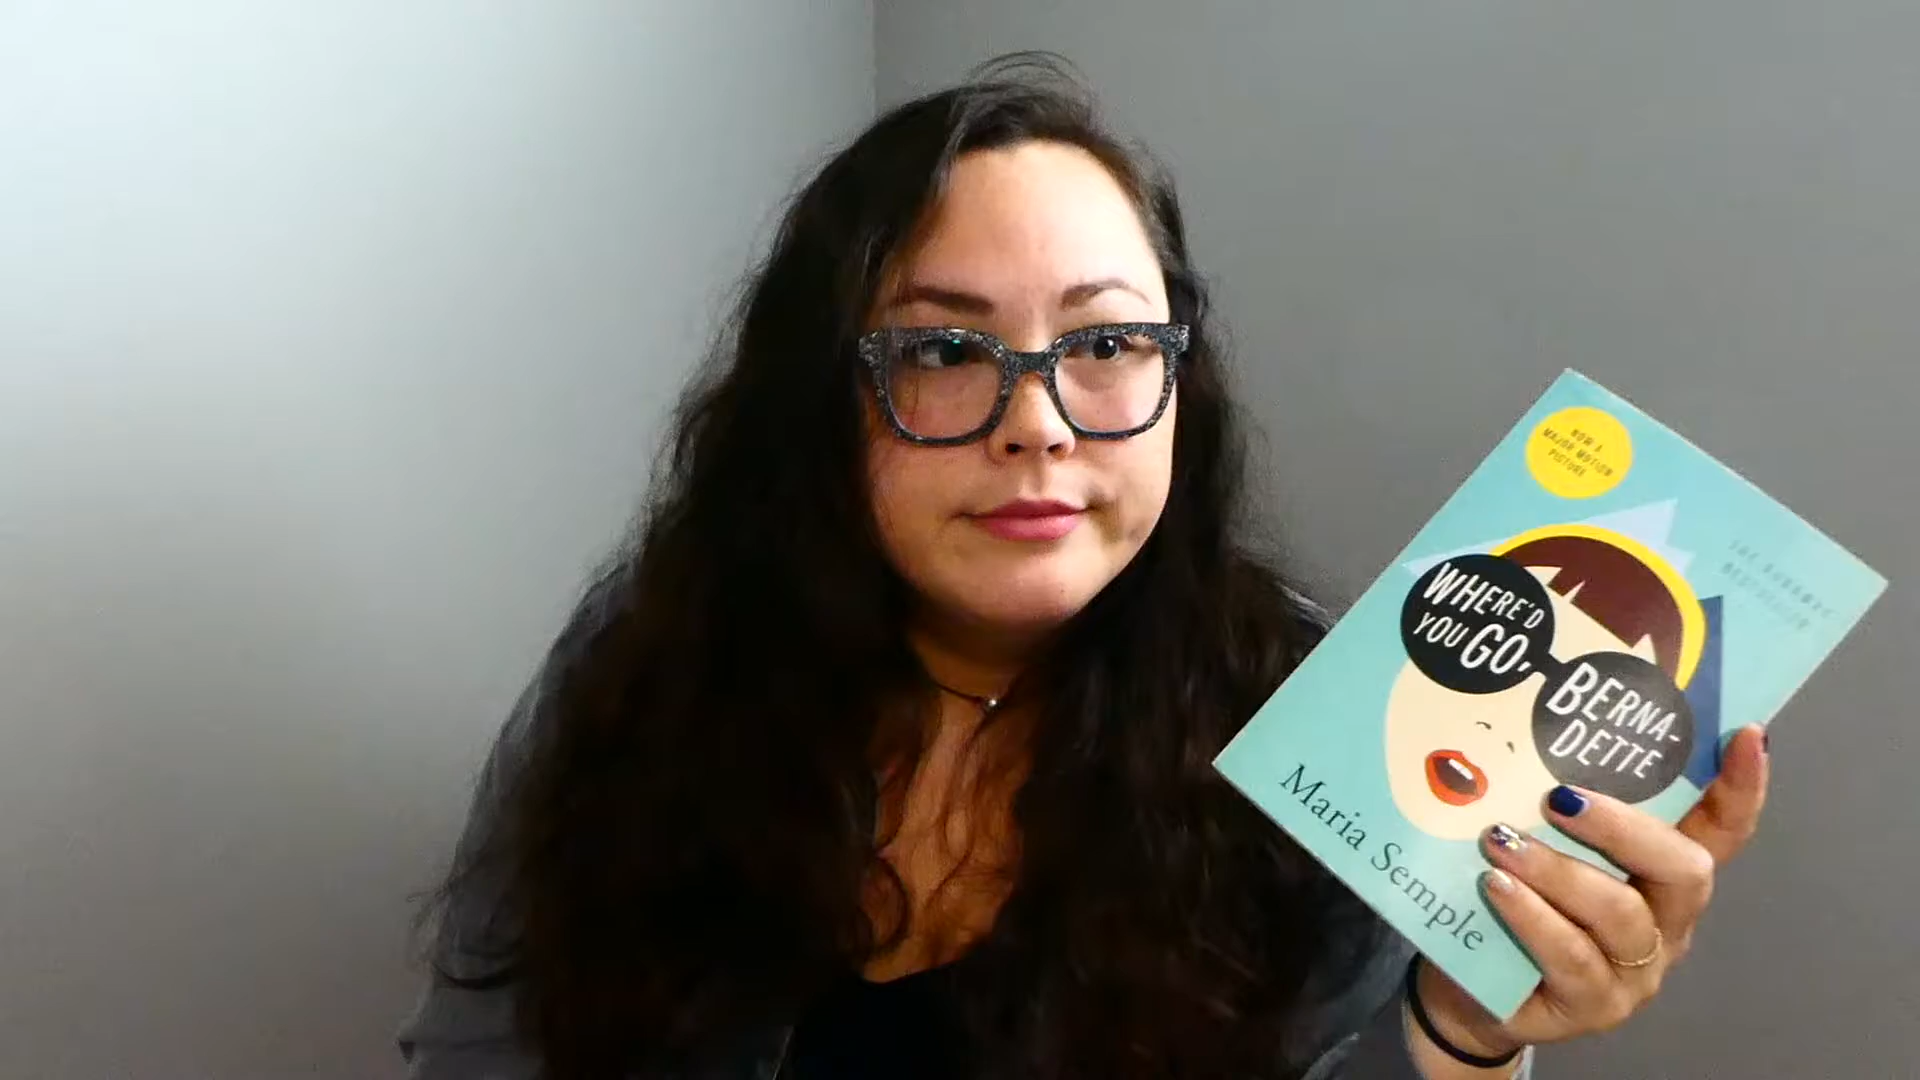 NOW A
MAJOR MOTION
PICTURE
WHERE'D
YOU GO,
BERNA-
DETTE
Maria Semple